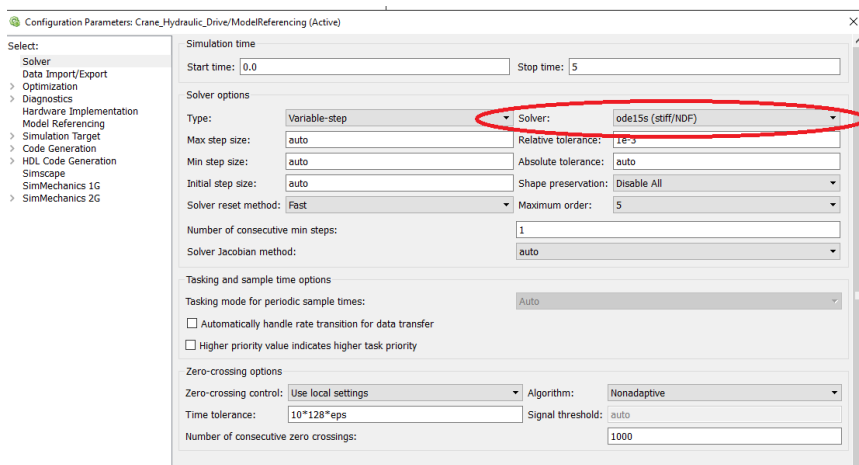 Configuration Parameters: Crane_Hydraulic_Drive/ModelReferencing (Active)
Select:
Solver
Data Import/Export
Optimization
Diagnostics
Hardware Implementation
Model Referencing
Simulation Target
Code Generation
HDL Code Generation
Simscape
SimMechanics 1G
SimMechanics 2G
Simulation time
Start time: 0.0 Stop time: 5
Solver options
Type: Variable-step Solver: ode15s (stiff/NDF)
Max step size: auto Relative tolerance: 1e-3
Min step size: auto Absolute tolerance: auto
Initial step size: auto Shape preservation: Disable All
Solver reset method: Fast Maximum order: 5
Number of consecutive min steps: 1
Solver Jacobian method: auto
Tasking and sample time options
Tasking mode for periodic sample times: Auto
Automatically handle rate transition for data transfer
Higher priority value indicates higher task priority
Zero-crossing options
Zero-crossing control: Use local settings Algorithm: Nonadaptive
Time tolerance: 10*128*eps Signal threshold: auto
Number of consecutive zero crossings: 1000